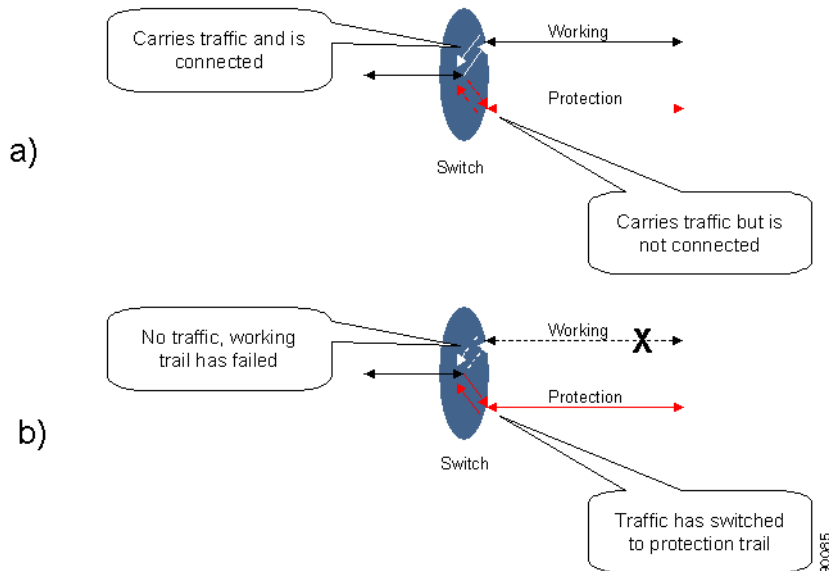 Carries traffic and is
connected
Working
Protection
Switch
a)
Carries traffic but is
not connected
No traffic, working
trail has failed
Working
X
Protection
b)
Switch
Traffic has switched
to protection trail
90085